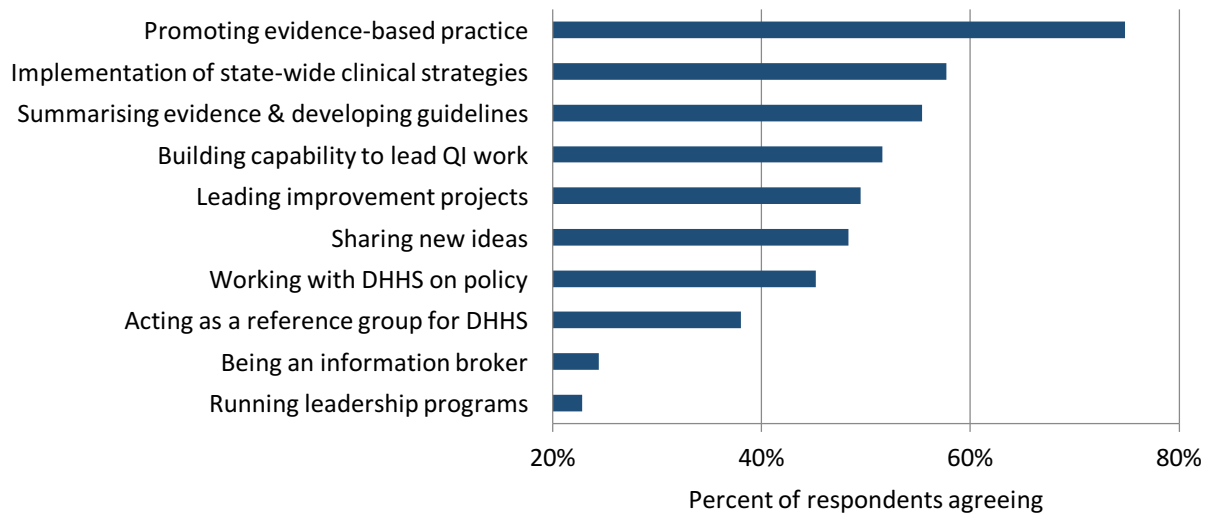 Promoting evidence-based practice
Implementation of state-wide clinical strategies
Summarising evidence & developing guidelines
Building capability to lead QI work
Leading improvement projects
Sharing new ideas
Working with DHHS on policy
Acting as a reference group for DHHS
Being an information broker
Running leadership programs
20% 40% 60% 80%
Percent of respondents agreeing